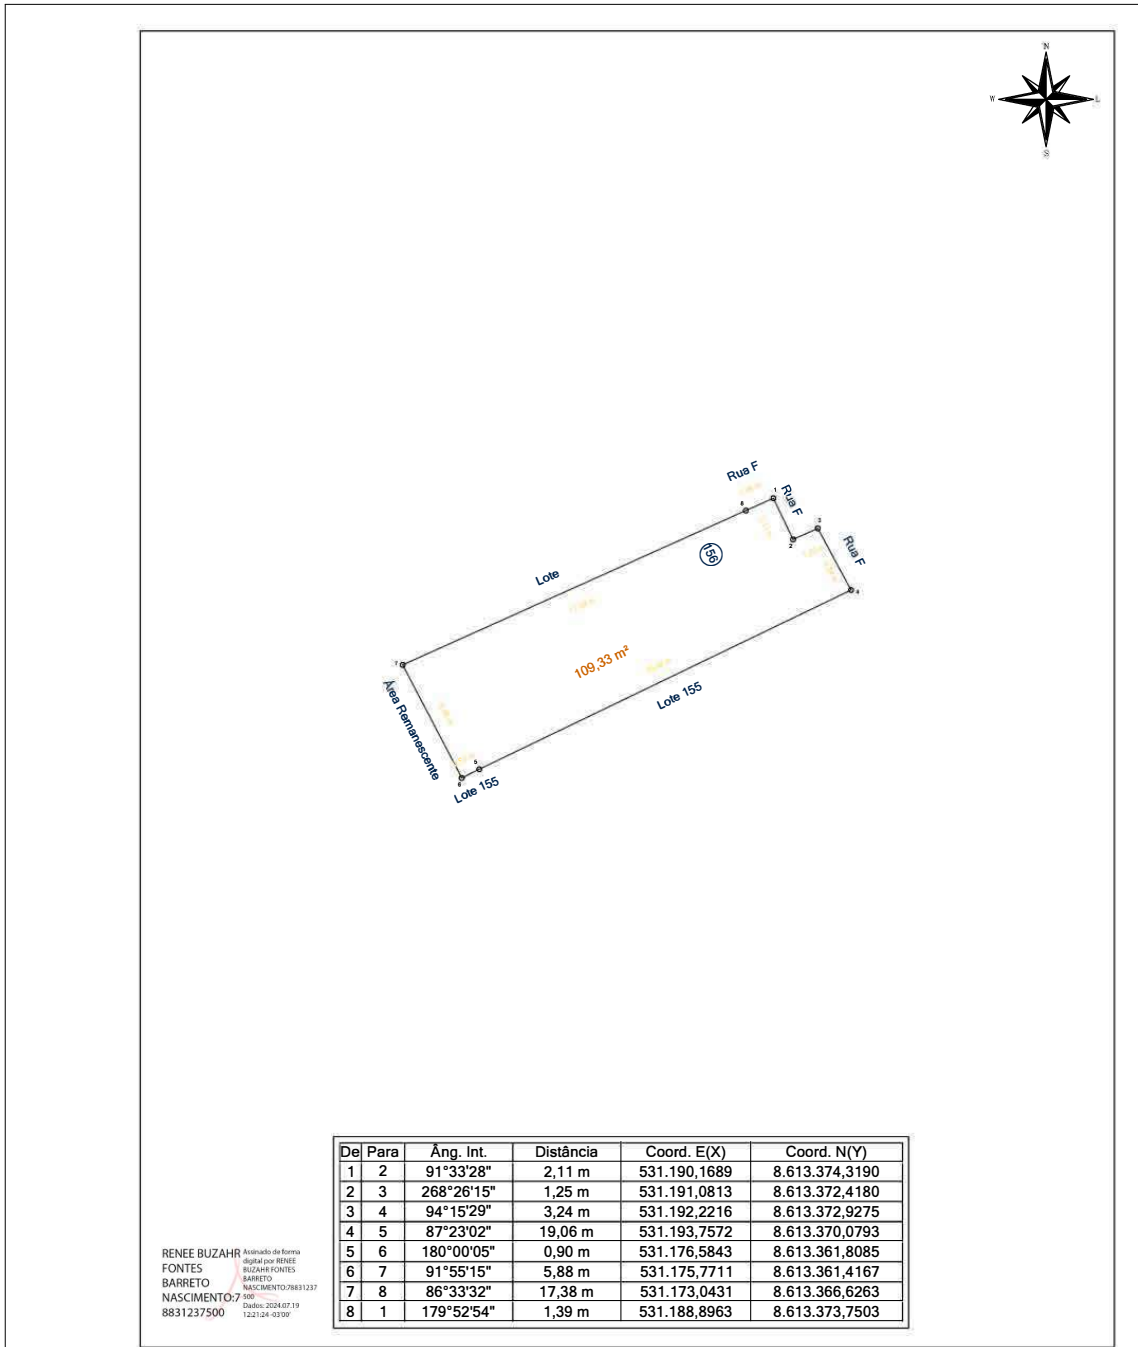 N
W
L
S
Rua F
1
Rua F
8
3
2
Rua F
156
Lote
4
109,33 m²
7
Lote 155
Área Remanescente
5
6
Lote 155
De Para Âng. Int. Distância Coord. E(X) Coord. N(Y)
1 2 91°33'28" 2,11 m 531.190,1689 8.613.374,3190
2 3 268°26'15" 1,25 m 531.191,0813 8.613.372,4180
3 4 94°15'29" 3,24 m 531.192,2216 8.613.372,9275
4 5 87°23'02" 19,06 m 531.193,7572 8.613.370,0793
5 6 180°00'05" 0,90 m 531.176,5843 8.613.361,8085
6 7 91°55'15" 5,88 m 531.175,7711 8.613.361,4167
7 8 86°33'32" 17,38 m 531.173,0431 8.613.366,6263
8 1 179°52'54" 1,39 m 531.188,8963 8.613.373,7503
RENEE BUZAHR
FONTES
BARRETO
NASCIMENTO:7
8831237500
Assinado de forma
digital por RENEE
BUZAHR FONTES
BARRETO
NASCIMENTO:78831237
500
Dados: 2024.07.19
12:21:24 -03'00'